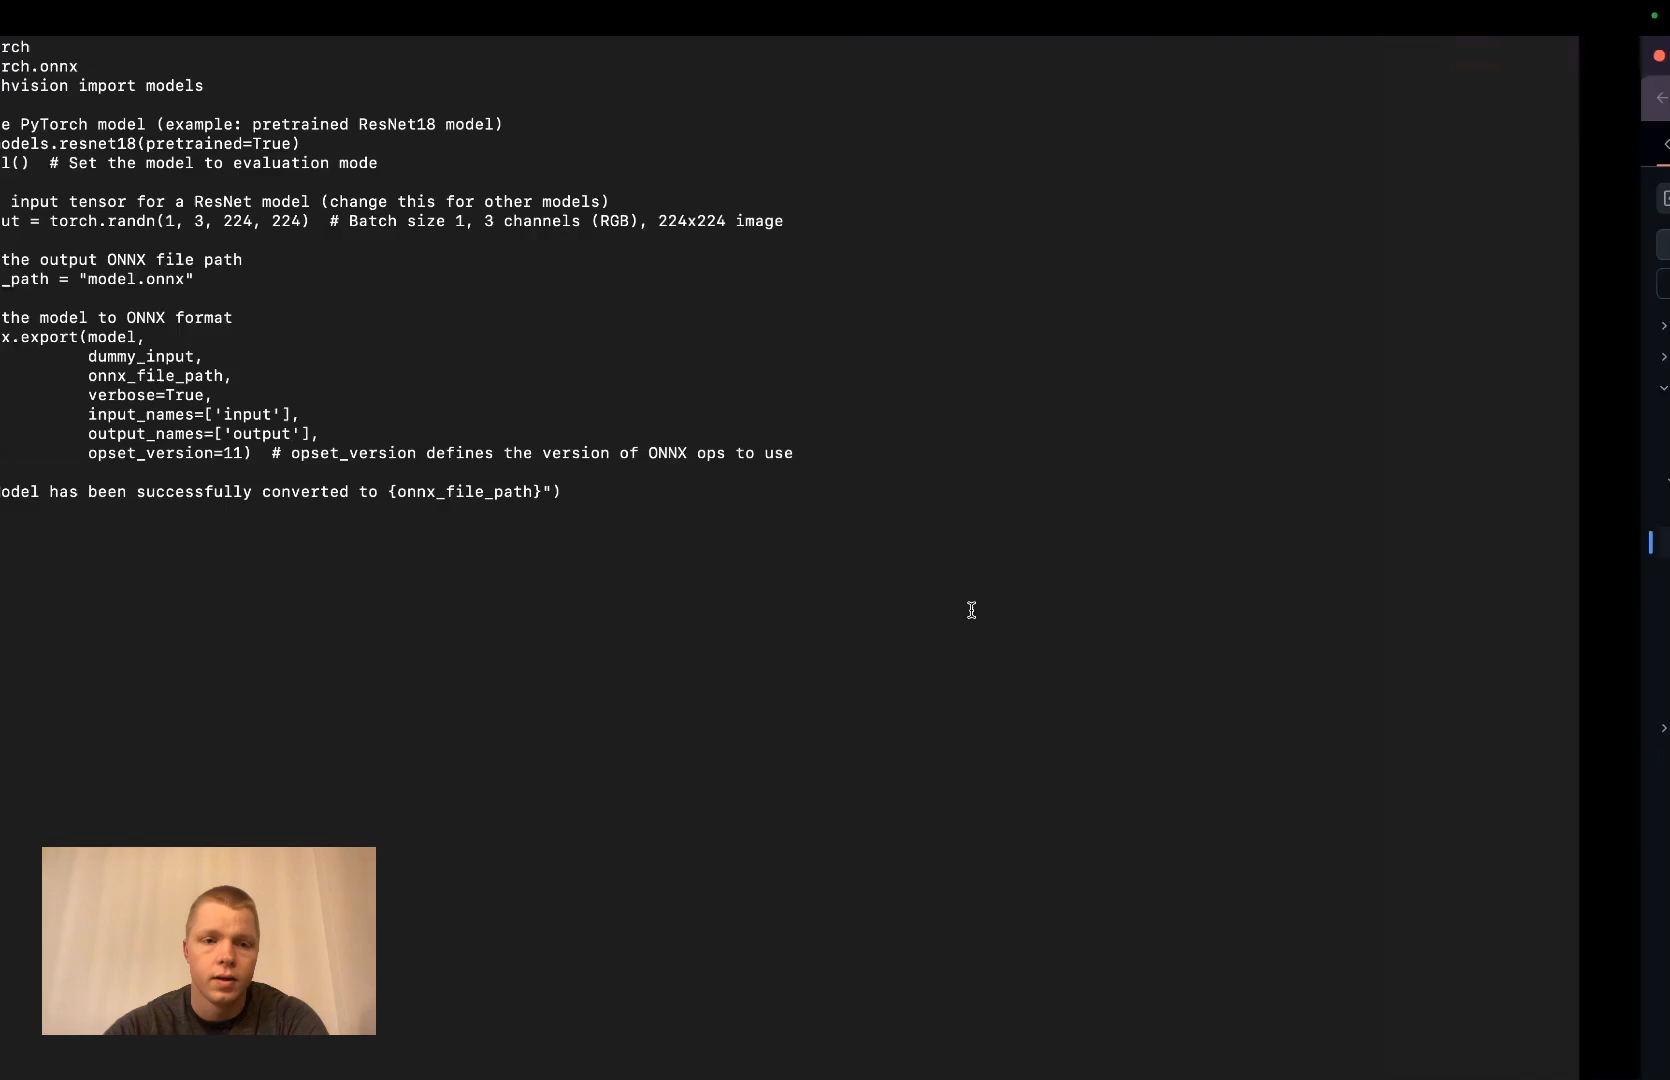 rch
rch.onnx
hvision import models
e PyTorch model (example: pretrained ResNet18 model)
odels.resnet18(pretrained=True)
l()  # Set the model to evaluation mode
input tensor for a ResNet model (change this for other models)
ut = torch.randn(1, 3, 224, 224)  # Batch size 1, 3 channels (RGB), 224x224 image
the output ONNX file path
_path = "model.onnx"
the model to ONNX format
x.export(model,
dummy_input,
onnx_file_path,
verbose=True,
input_names=['input'],
output_names=['output'],
opset_version=11)  # opset_version defines the version of ONNX ops to use
odel has been successfully converted to {onnx_file_path}")